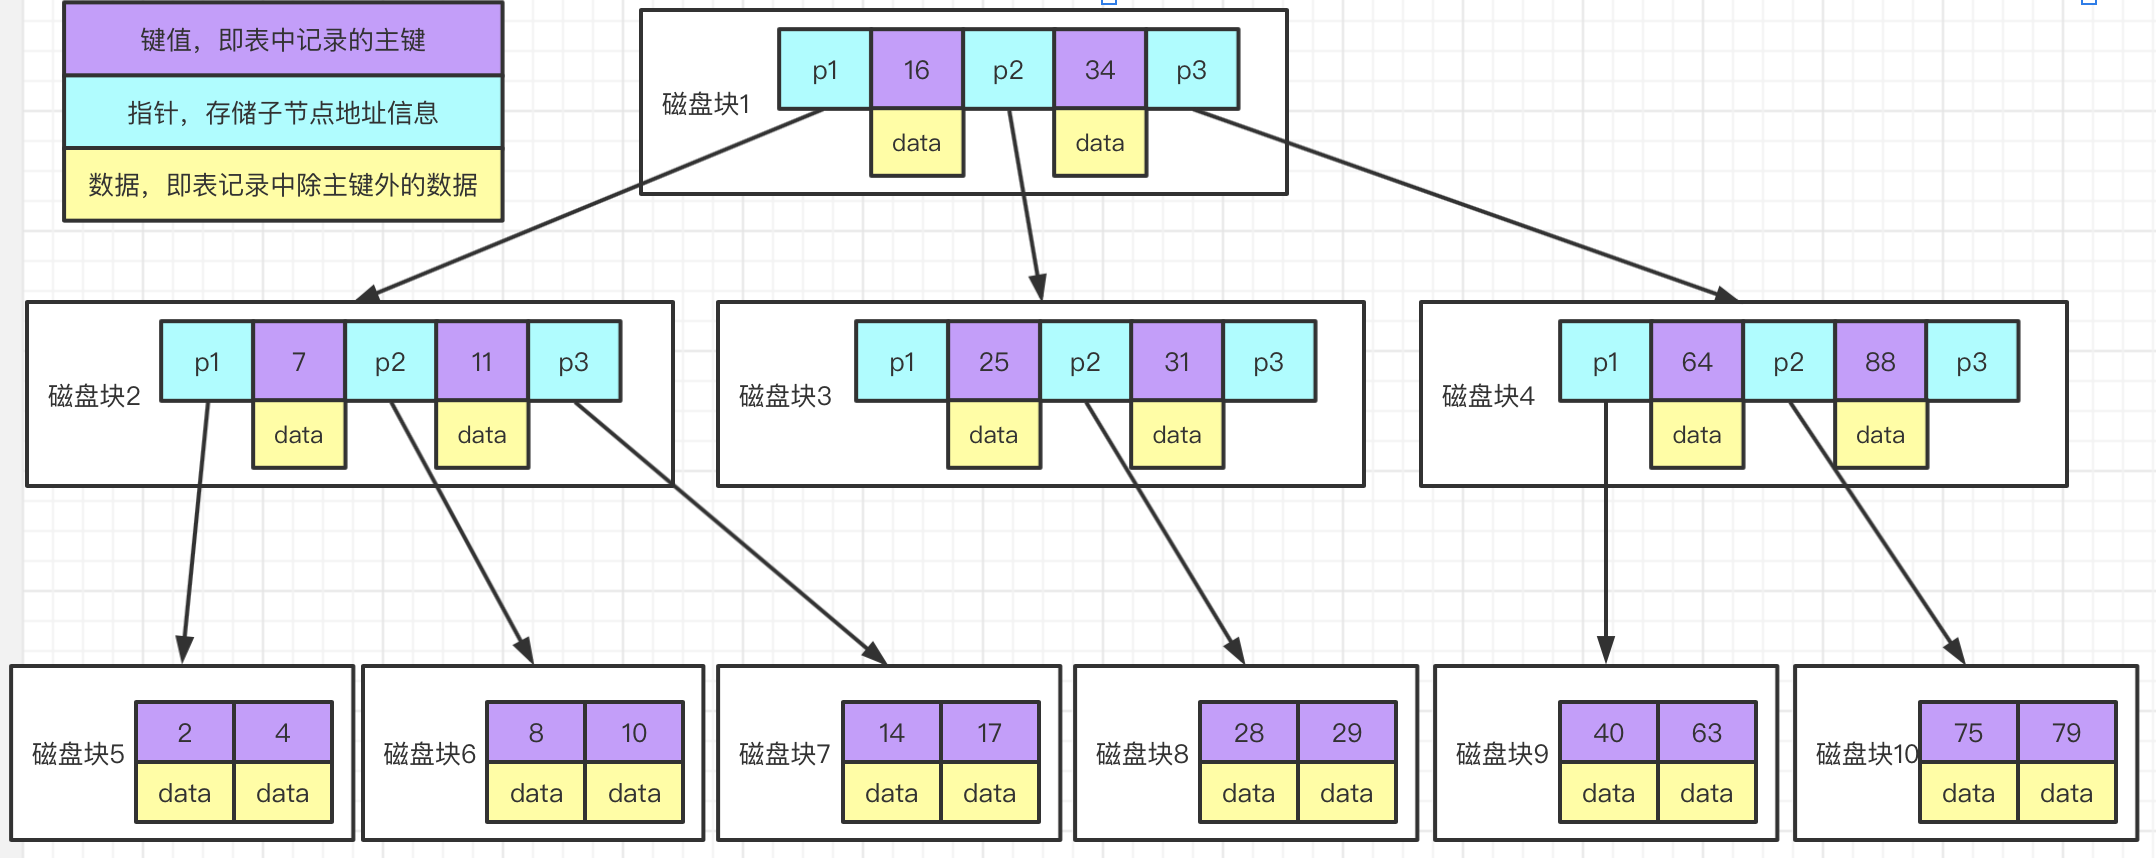 键值，即表中记录的主键
指针，存储子节点地址信息
数据，即表记录中除主键外的数据
磁盘块1
p1 16 p2 34 p3
data data
磁盘块2
p1 7 p2 11 p3
data data
磁盘块3
p1 25 p2 31 p3
data data
磁盘块4
p1 64 p2 88 p3
data data
磁盘块5
2 4
data data
磁盘块6
8 10
data data
磁盘块7
14 17
data data
磁盘块8
28 29
data data
磁盘块9
40 63
data data
磁盘块10
75 79
data data